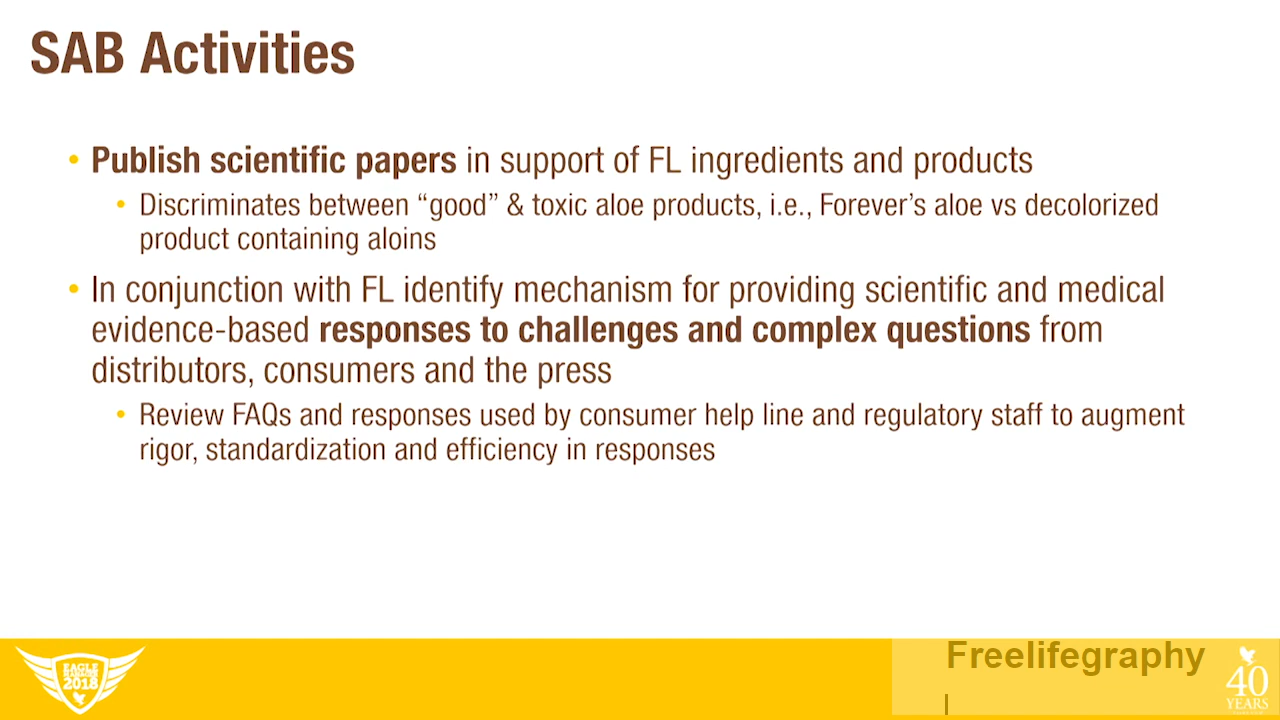 SAB Activities
• Publish scientific papers in support of FL ingredients and products
• Discriminates between “good” & toxic aloe products, i.e., Forever’s aloe vs decolorized
product containing aloins
• In conjunction with FL identify mechanism for providing scientific and medical
evidence-based responses to challenges and complex questions from
distributors, consumers and the press
• Review FAQs and responses used by consumer help line and regulatory staff to augment
rigor, standardization and efficiency in responses
EAGLE
2018
Freelifegraphy
40
YEARS